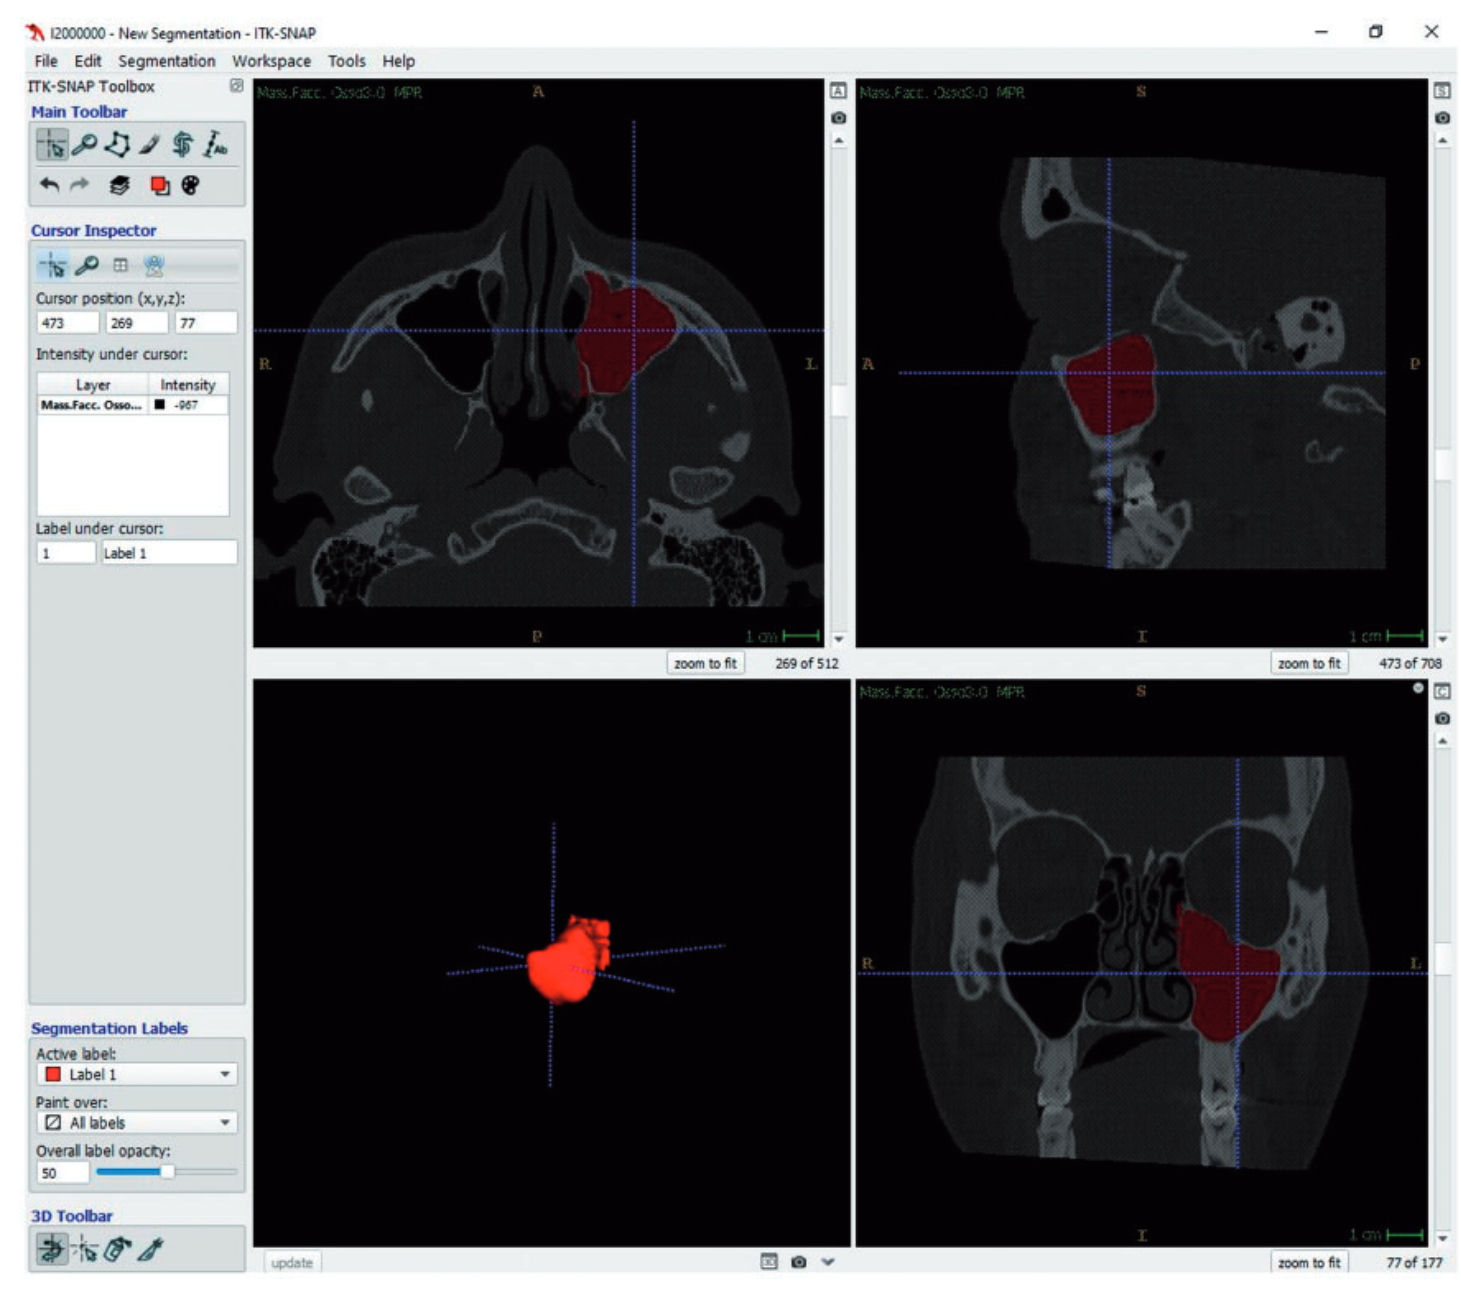 I2000000 - New Segmentation - ITK-SNAP
File Edit Segmentation Workspace Tools Help
ITK-SNAP Toolbox
Main Toolbar
Ab
Cursor Inspector
Cursor position (x,y,z):
473 269 77
Intensity under cursor:
Layer Intensity
Mass.Facc. Osso... -967
Label under cursor:
1 Label 1
Segmentation Labels
Active label:
Label 1
Paint over:
All labels
Overall label opacity:
50
3D Toolbar
Mass.Facc. Osso3.0 MPR
A
A
R
L
P
1 cm
zoom to fit 269 of 512
Mass.Facc. Osso3.0 MPR
S
S
A
P
I
1 cm
zoom to fit 473 of 708
update
Mass.Facc. Osso3.0 MPR
S
C
R
L
I
1 cm
zoom to fit 77 of 177